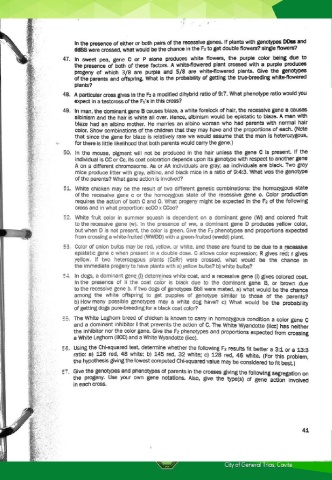 in the presence of either or both pairs of the recessive genes. If plants with genotypes DDss and
ddSS were crossed, what would be the chance in the F2 to get double flowers? single flowers?
47. In sweet pea, gene C or P alone produces white flowers, the purple color being due to
the presence of both of these factors. A white-flowered plant crossed with a purple produces
progeny of which 3/8 are purple and 5/8 are white-flowered plants. Give the genotypes
of the parents and offspring. What is the probability of getting the true-breeding white-flowered
plants?
48. A particular cross gives in the F2 a modified dihybrid ratio of 9:7. What phenotype ratio would you
expect in a testcross of the F1's in this cross?
49. In man, the dominant gene B causes blaze, a white forelock of hair, the recessive gene a causes
albinism and the hair is white all over. Hence, albinism would be epistatic to blaze. A man with
blaze had an albino mother. He marries an albino woman who had parents with normal hair
color. Show combinations of the children that they may have and the proportions of each. (Note
that since the gene for blaze is relatively rare we would assume that the man is heterozygous,
for there is little likelihood that both parents would carry the gene.)
50. In the mouse, pigment will not be produced in the hair unless the gene C is present. If the
individual is CC or Cc, its coat coloration depends upon its genotype with respect to another gene
A on a different chromosome. As or AA individuals are gray; aa individuals are black. Two gray
mice produce litter with gray, albino, and black mice in a ratio of 9:4:3. What was the genotype
of the parents? What gene action is involved?
51. White chicken may be the result of two different genetic combinations: the homozygous state
of the recessive gene c or the homozygous state of the recessive gene o. Color production
requires of the action of both C and O. What progeny might be expected in the F2 of the following
cross and in what proportion: ccOO x CCoo?
52. White fruit color in summer squash is dependent on a dominant gene (W) and colored fruit
to the recessive gene (w). In the presence of ww, a dominant gene D produces yellow color,
but when D is not present, the color is green. Give the F2 phenotypes and proportions expected
from crossing a white-fruited (WWDD) with a green-fruited (wwdd) plant.
53. Color of onion bulbs may be red, yellow, or white, and these are found to be due to a recessive
epistatic gene c when present in a double dose. C allows color expression; R gives red; r gives
yellow. If two heterozygous plants (CcRr) were crossed, what would be the chance in
the immediate progeny to have plants with a) yellow bulbs? b) white bulbs?
54. In dogs, a dominant gene (I) determines white coat, and a recessive gene (i) gives colored coat.
In the presence of ii the coat color is black due to the dominant gene B, or brown due
to the recessive gene b. If two dogs of genotypes BbIi were mated, a) what would be the chance
among the white offspring to get puppies of genotype similar to those of the parents?
b) How many possible genotypes may a white dog have? c) What would be the probability
of getting dogs pure-breeding for a black coat color?
55. The White Leghorn breed of chicken is known to carry in homozygous condition a color gene C
and a dominant inhibitor II that prevents the action of C. The White Wyandotte (iicc) has neither
the inhibitor nor the color gene. Give the F2 phenotypes and proportions expected from crossing
a White Leghorn (IICC) and a White Wyandotte (iicc).
56. Using the Chi-squared test, determine whether the following F2 results fit better a 3:1 or a 13:3
ratio: a) 128 red, 48 white; b) 145 red, 32 white; c) 128 red, 46 white. (For this problem,
the hypothesis giving the lowest computed Chi-squared value may be considered to fit best.)
57. Give the genotypes and phenotypes of parents in the crosses giving the following segregation on
the progeny. Use your own gene notations. Also, give the type(s) of gene action involved
in each cross.
41
City of General Trias, Cavite